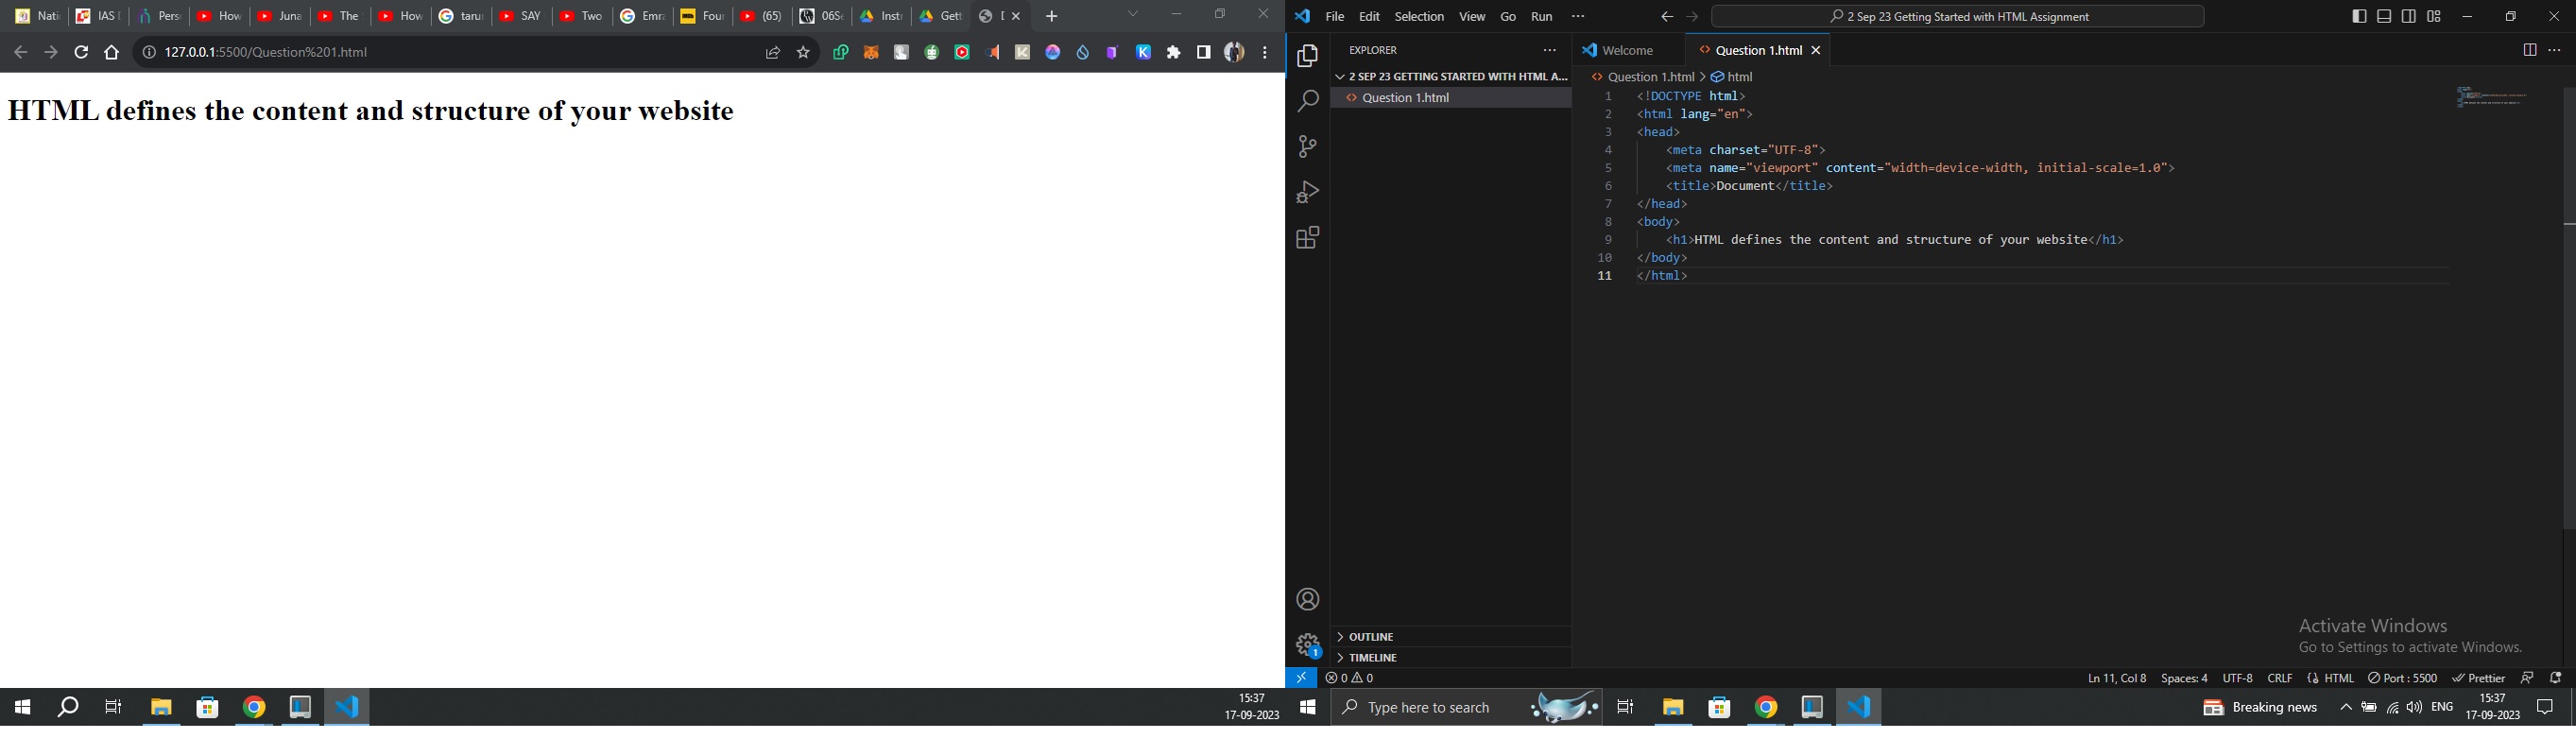 Nati
IAS
Pers
How
Juna
The
How
taru
SAY
Two
Emra
Four
(65)
06Se
Instr
Gett
127.0.0.1:5500/Question%201.html
HTML defines the content and structure of your website
15:37
17-09-2023
File Edit Selection View Go Run ···
2 Sep 23 Getting Started with HTML Assignment
EXPLORER
2 SEP 23 GETTING STARTED WITH HTML A...
Question 1.html
OUTLINE
TIMELINE
Welcome
Question 1.html
Question 1.html > html
1 <!DOCTYPE html>
2 <html lang="en">
3 <head>
4 <meta charset="UTF-8">
5 <meta name="viewport" content="width=device-width, initial-scale=1.0">
6 <title>Document</title>
7 </head>
8 <body>
9 <h1>HTML defines the content and structure of your website</h1>
10 </body>
11 </html>
Activate Windows
Go to Settings to activate Windows.
1
0 0
Ln 11, Col 8 Spaces: 4 UTF-8 CRLF HTML Port : 5500 Prettier
Type here to search
Breaking news
ENG
15:37
17-09-2023